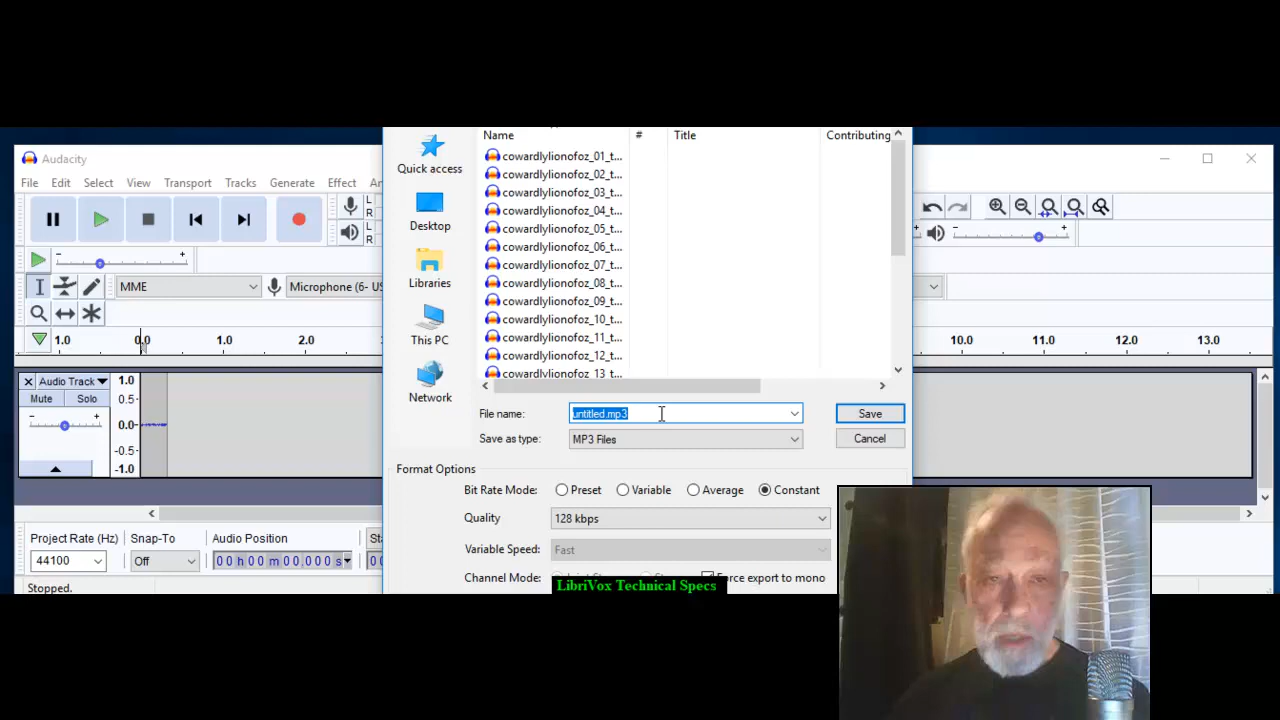 Audacity
File Edit Select View Transport Tracks Generate Effect
L
R
L
R
MME
Microphone (6- US
1.0 0.0 1.0 2.0
10.0 11.0 12.0 13.0
Audio Track
Mute Solo
1.0
0.5
0.0
-0.5
-1.0
Project Rate (Hz) Snap-To Audio Position
44100 Off 00 h 00 m 00.000 s
Stopped.
Quick access
Desktop
Libraries
This PC
Network
Name # Title Contributing
cowardlylionofoz_01_t...
cowardlylionofoz_02_t...
cowardlylionofoz_03_t...
cowardlylionofoz_04_t...
cowardlylionofoz_05_t...
cowardlylionofoz_06_t...
cowardlylionofoz_07_t...
cowardlylionofoz_08_t...
cowardlylionofoz_09_t...
cowardlylionofoz_10_t...
cowardlylionofoz_11_t...
cowardlylionofoz_12_t...
cowardlylionofoz_13_t...
File name: untitled.mp3 Save
Save as type: MP3 Files Cancel
Format Options
Bit Rate Mode: Preset Variable Average Constant
Quality 128 kbps
Variable Speed: Fast
Channel Mode: Force export to mono
LibriVox Technical Specs